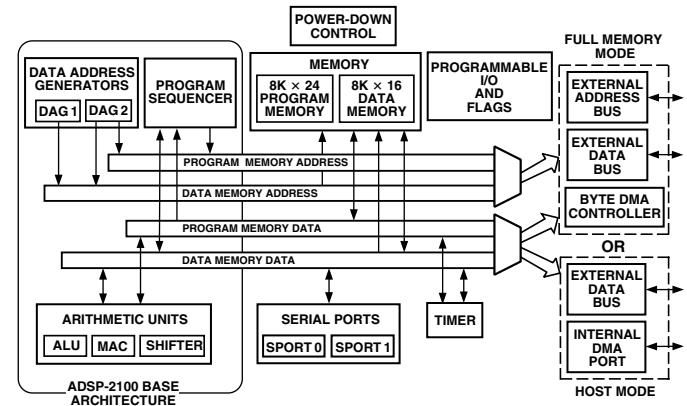 POWER-DOWN
CONTROL
FULL MEMORY
MODE
DATA ADDRESS
GENERATORS
DAG 1
DAG 2
PROGRAM
SEQUENCER
MEMORY
8K × 24
PROGRAM
MEMORY
8K × 16
DATA
MEMORY
PROGRAMMABLE
I/O
AND
FLAGS
EXTERNAL
ADDRESS
BUS
EXTERNAL
DATA
BUS
BYTE DMA
CONTROLLER
OR
PROGRAM MEMORY ADDRESS
DATA MEMORY ADDRESS
PROGRAM MEMORY DATA
DATA MEMORY DATA
EXTERNAL
DATA
BUS
INTERNAL
DMA
PORT
HOST MODE
ARITHMETIC UNITS
ALU
MAC
SHIFTER
SERIAL PORTS
SPORT 0
SPORT 1
TIMER
ADSP-2100 BASE
ARCHITECTURE